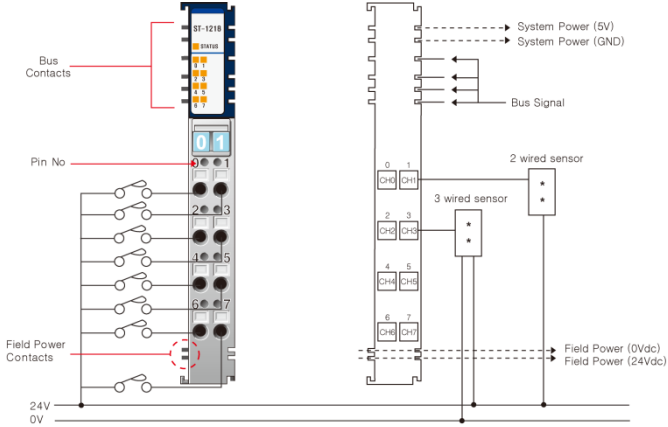 ST-1218
STATUS
0 1
2 3
4 5
6 7
Bus
Contacts
01
Pin No
0 1
2 3
4 5
6 7
Field Power
Contacts
24V
0V
System Power (5V)
System Power (GND)
Bus Signal
2 wired sensor
0 1
CH0 CH1
* *
3 wired sensor
2 3
CH2 CH3
* *
4 5
CH4 CH5
6 7
CH6 CH7
Field Power (0Vdc)
Field Power (24Vdc)